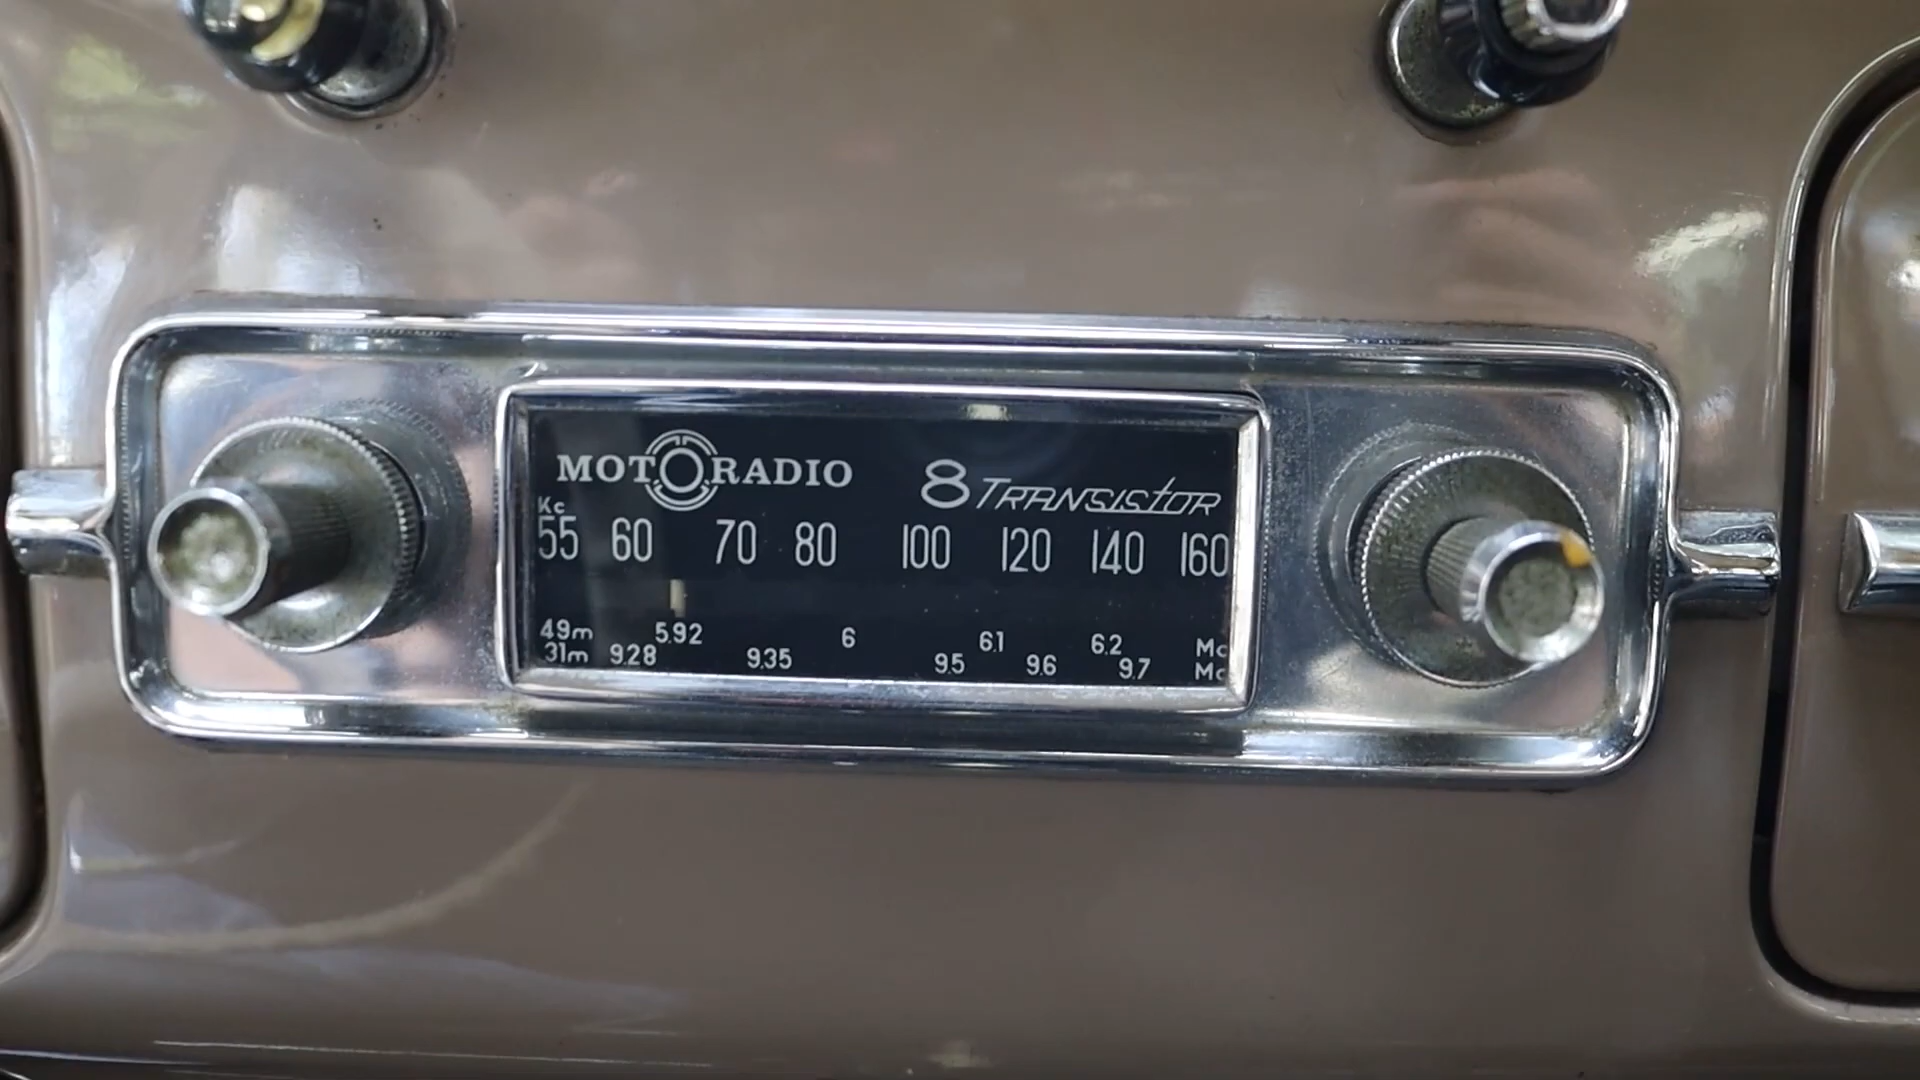 MOTORADIO 8 TRANSISTOR
Kc
55 60 70 80 100 120 140 160
49m 5.92 6 6.1 6.2 Mc
31m 9.28 9.35 9.5 9.6 9.7 Mc